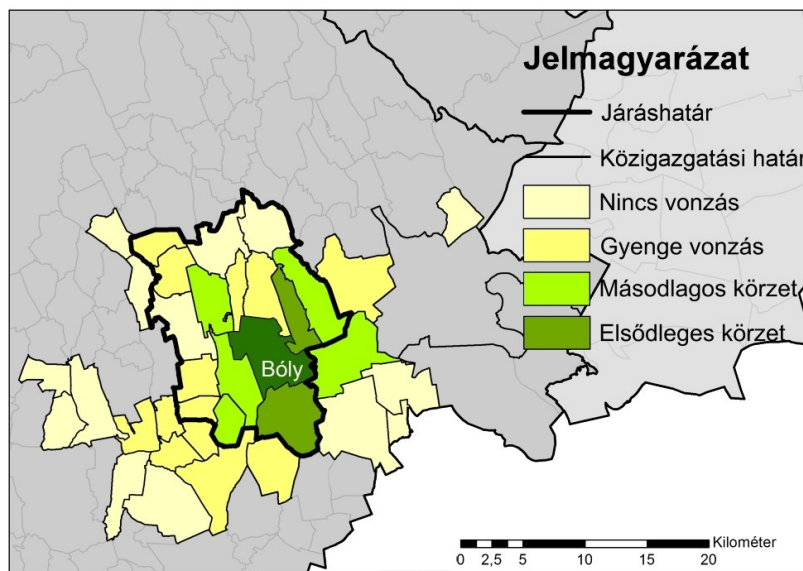 Jelmagyarázat
Járáshatár
Közigazgatási határ
Nincs vonzás
Gyenge vonzás
Másodlagos körzet
Elsődleges körzet
Bóly
Kilométer
0 2,5 5 10 15 20